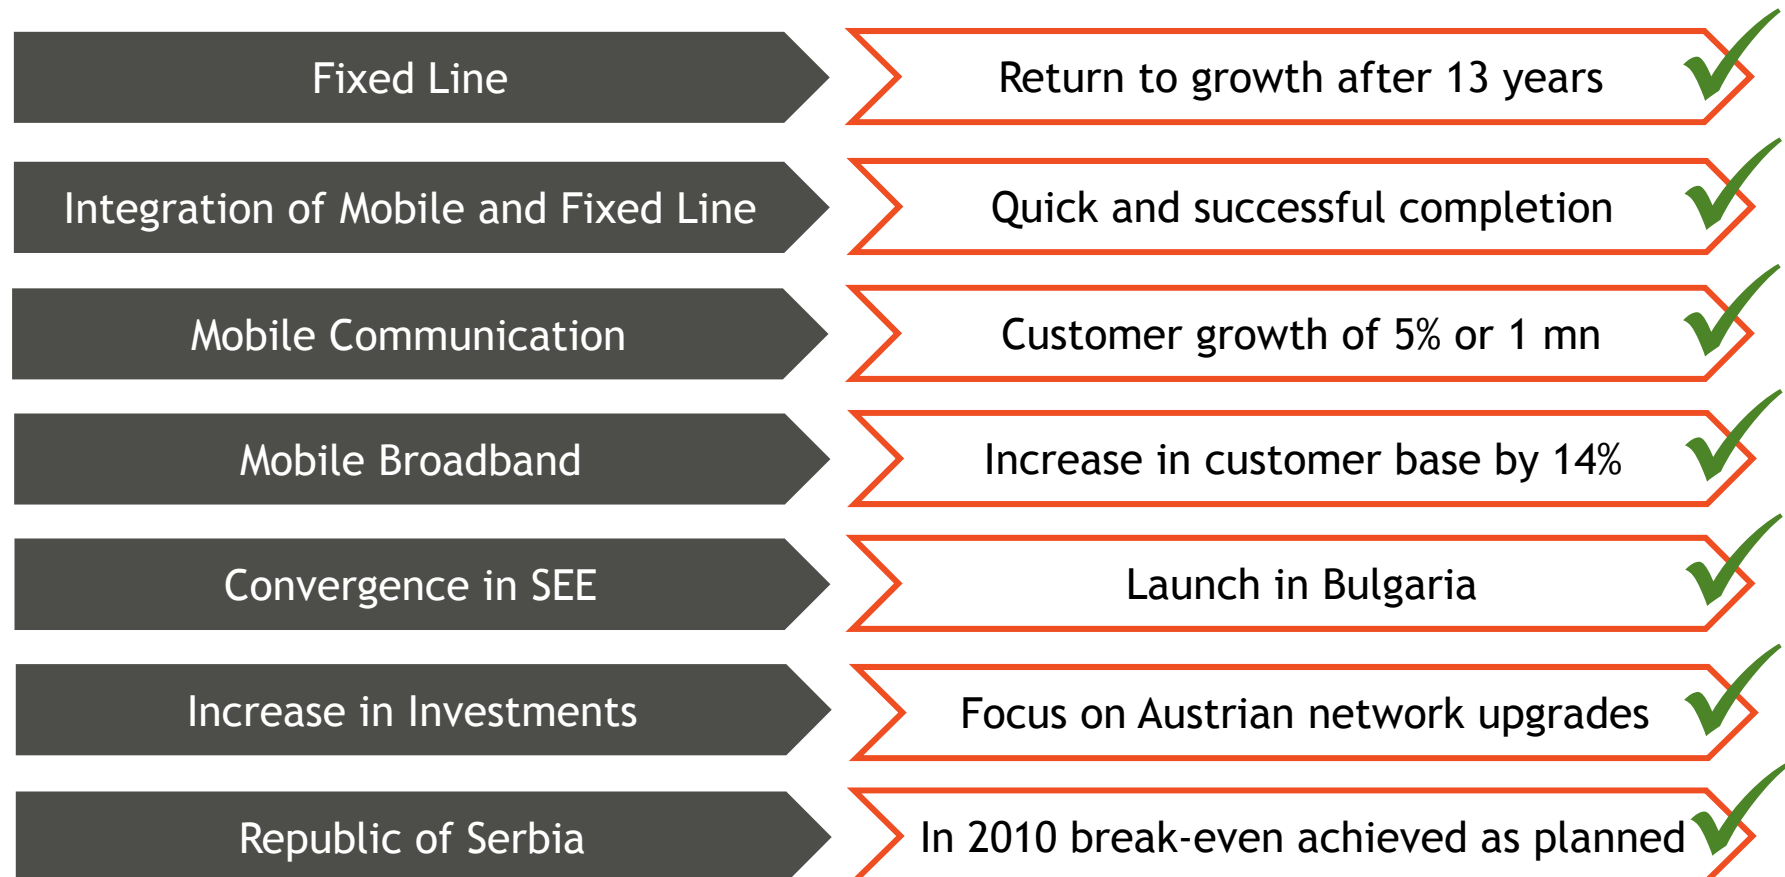 Fixed Line
Return to growth after 13 years
Integration of Mobile and Fixed Line
Quick and successful completion
Mobile Communication
Customer growth of 5% or 1 mn
Mobile Broadband
Increase in customer base by 14%
Convergence in SEE
Launch in Bulgaria
Increase in Investments
Focus on Austrian network upgrades
Republic of Serbia
In 2010 break-even achieved as planned